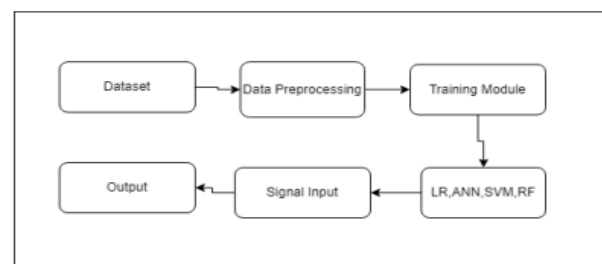 Dataset
Data Preprocessing
Training Module
Output
Signal Input
LR,ANN,SVM,RF